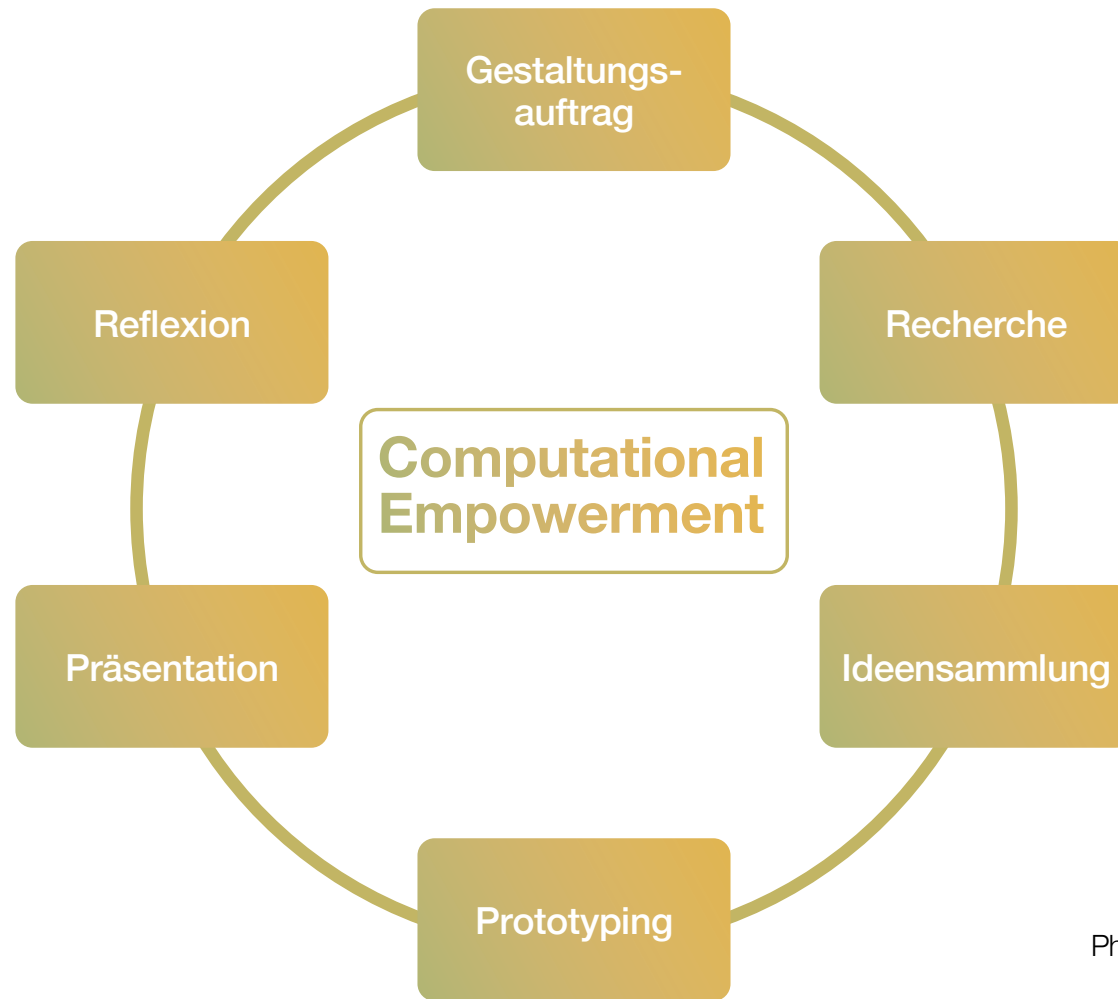 Gestaltungs-
auftrag
Reflexion
Recherche
Computational
Empowerment
Präsentation
Ideensammlung
Prototyping